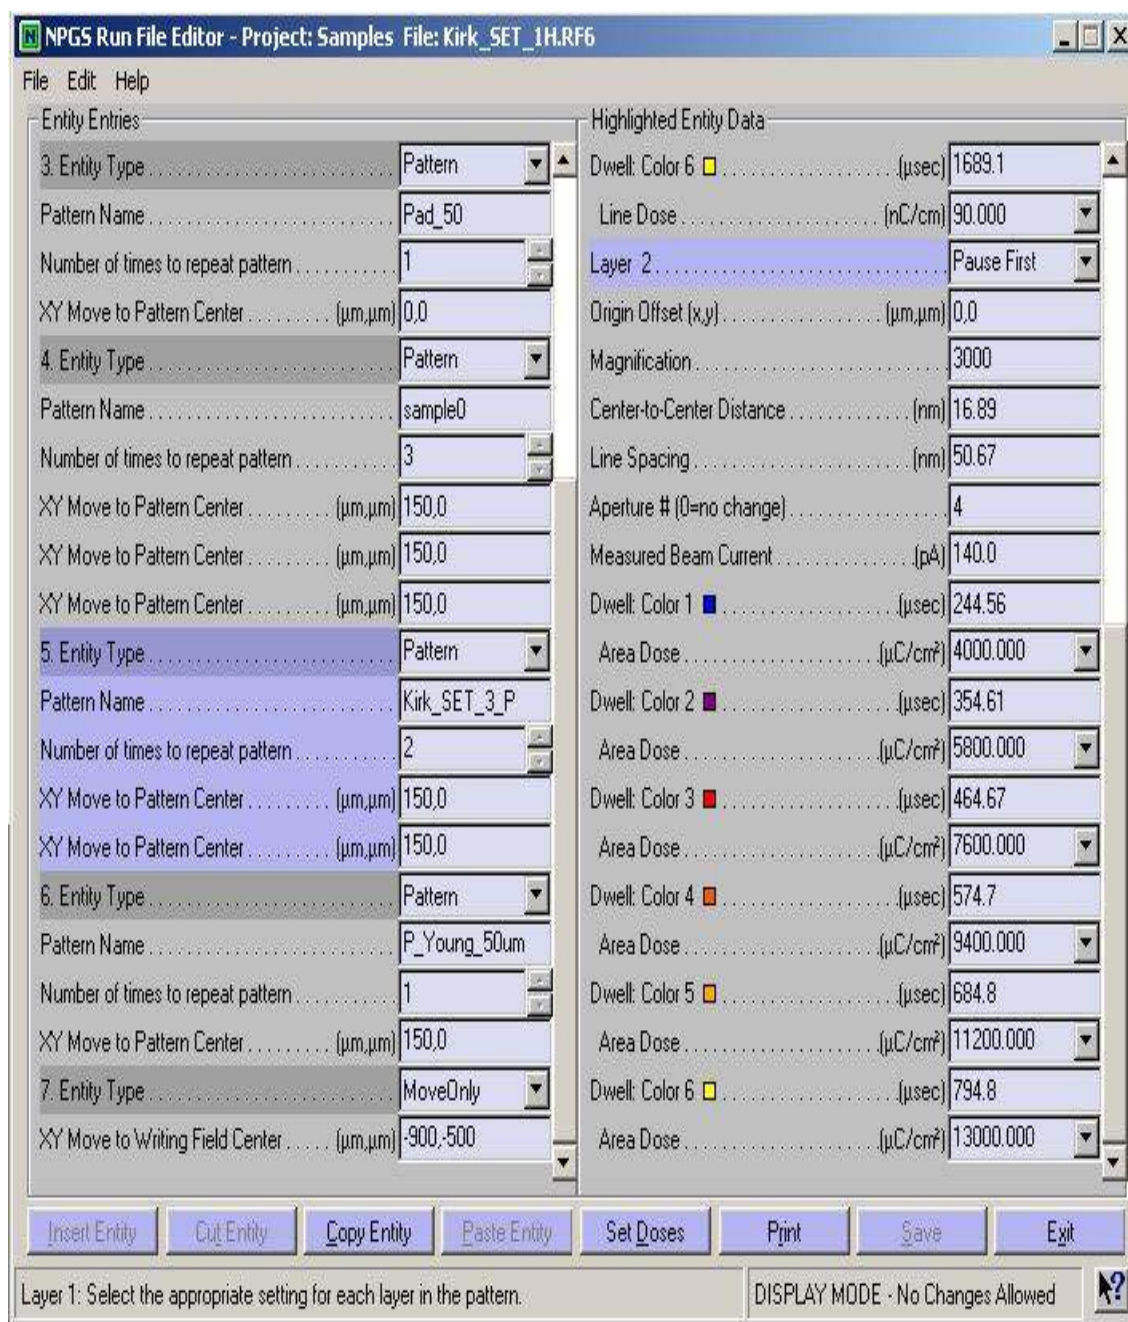 NPGS Run File Editor - Project: Samples File: Kirk_SET_1H.RF6
File Edit Help
Entity Entries
3. Entity Type Pattern
Pattern Name Pad_50
Number of times to repeat pattern 1
XY Move to Pattern Center (µm,µm) 0,0
4. Entity Type Pattern
Pattern Name sample0
Number of times to repeat pattern 3
XY Move to Pattern Center (µm,µm) 150,0
XY Move to Pattern Center (µm,µm) 150,0
XY Move to Pattern Center (µm,µm) 150,0
5. Entity Type Pattern
Pattern Name Kirk_SET_3_P
Number of times to repeat pattern 2
XY Move to Pattern Center (µm,µm) 150,0
XY Move to Pattern Center (µm,µm) 150,0
6. Entity Type Pattern
Pattern Name P_Young_50um
Number of times to repeat pattern 1
XY Move to Pattern Center (µm,µm) 150,0
7. Entity Type MoveOnly
XY Move to Writing Field Center (µm,µm) -900,-500
Highlighted Entity Data
Dwell: Color 6 (µsec) 1689.1
Line Dose (nC/cm) 90.000
Layer 2 Pause First
Origin Offset (x,y) (µm,µm) 0,0
Magnification 3000
Center-to-Center Distance (nm) 16.89
Line Spacing (nm) 50.67
Aperture # (0=no change) 4
Measured Beam Current (pA) 140.0
Dwell: Color 1 (µsec) 244.56
Area Dose (µC/cm²) 4000.000
Dwell: Color 2 (µsec) 354.61
Area Dose (µC/cm²) 5800.000
Dwell: Color 3 (µsec) 464.67
Area Dose (µC/cm²) 7600.000
Dwell: Color 4 (µsec) 574.7
Area Dose (µC/cm²) 9400.000
Dwell: Color 5 (µsec) 684.8
Area Dose (µC/cm²) 11200.000
Dwell: Color 6 (µsec) 794.8
Area Dose (µC/cm²) 13000.000
Insert Entity Cut Entity Copy Entity Paste Entity Set Doses Print Save Exit
Layer 1: Select the appropriate setting for each layer in the pattern. DISPLAY MODE - No Changes Allowed